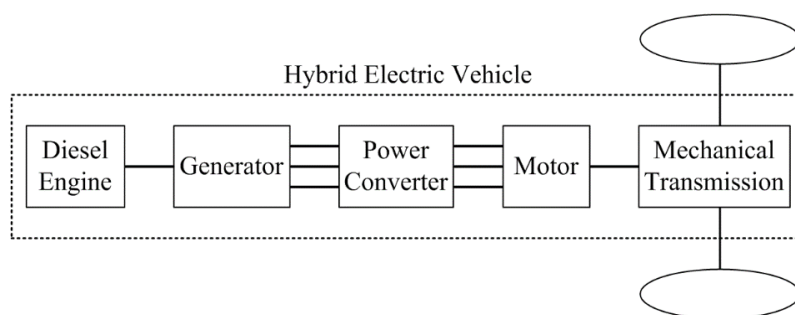 Hybrid Electric Vehicle
Diesel
Engine
Generator
Power
Converter
Motor
Mechanical
Transmission